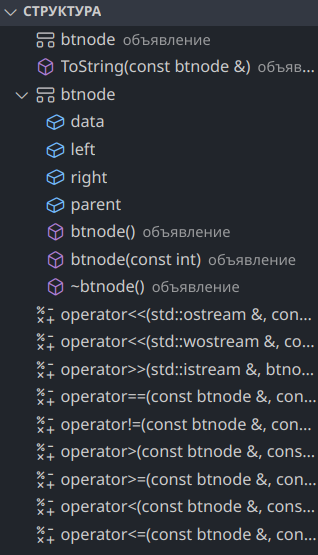 СТРУКТУРА
btnode объявление
ToString(const btnode &) объяв...
btnode
data
left
right
parent
btnode() объявление
btnode(const int) объявление
~btnode() объявление
operator<<(std::ostream &, con...
operator<<(std::wostream &, co...
operator>>(std::istream &, btno...
operator==(const btnode &, con...
operator!=(const btnode &, con...
operator>(const btnode &, cons...
operator>=(const btnode &, con...
operator<(const btnode &, cons...
operator<=(const btnode &, con...